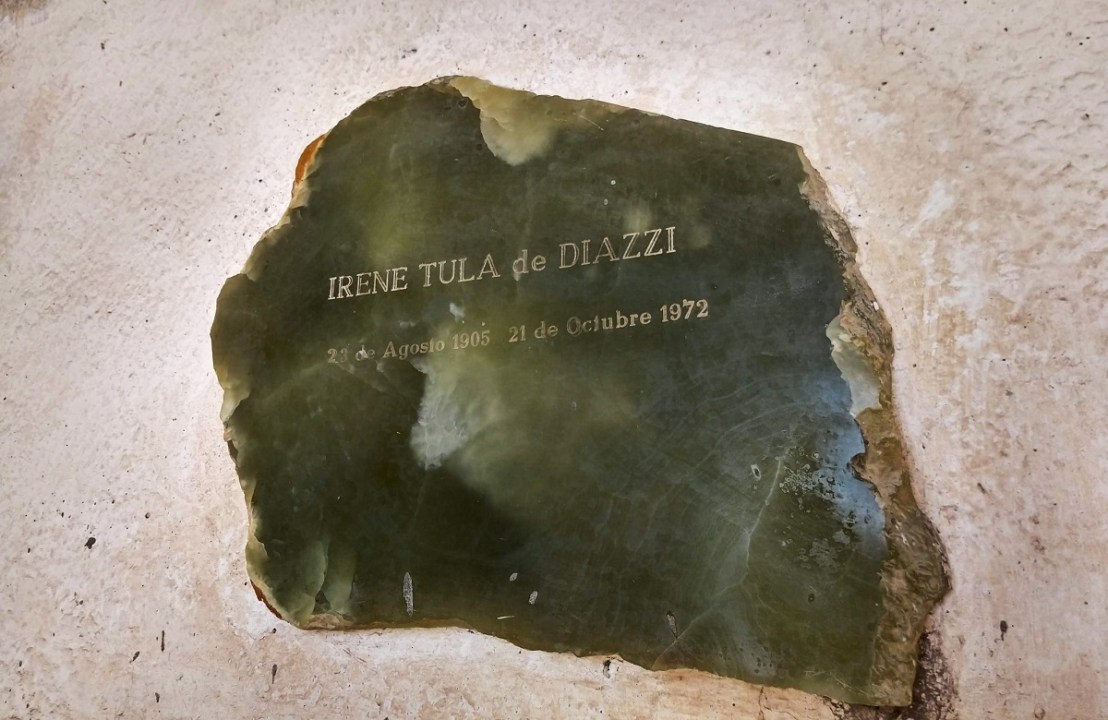 IRENE TULA de DIAZZI
23 de Agosto 1905 21 de Octubre 1972